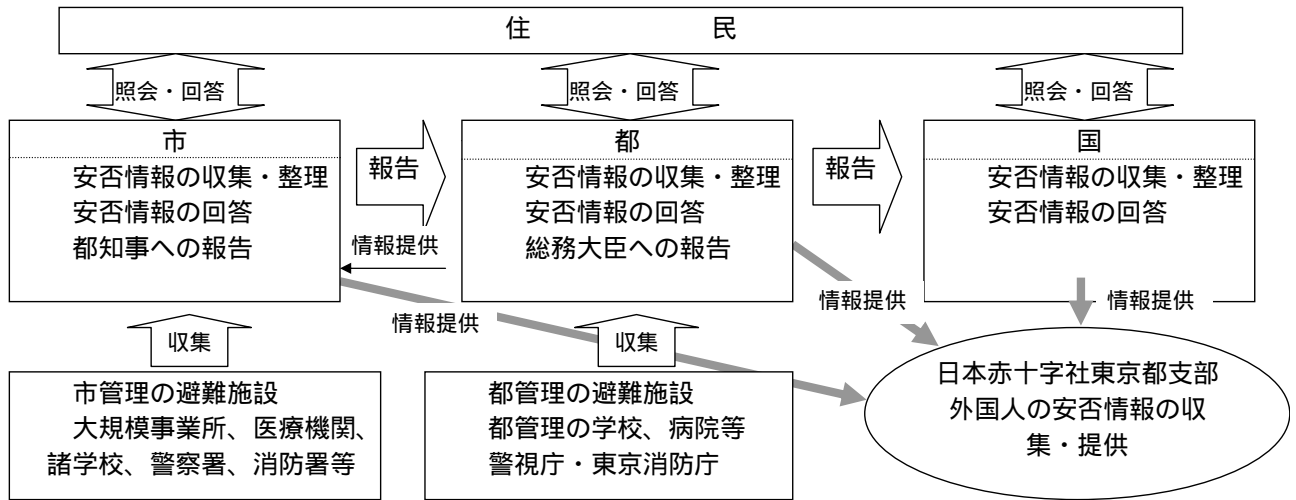 住　民
照会・回答
照会・回答
照会・回答
市
安否情報の収集・整理
安否情報の回答
都知事への報告
報告
情報提供
都
安否情報の収集・整理
安否情報の回答
総務大臣への報告
報告
国
安否情報の収集・整理
安否情報の回答
情報提供
情報提供
情報提供
収集
収集
市管理の避難施設
大規模事業所、医療機関、
諸学校、警察署、消防署等
都管理の避難施設
都管理の学校、病院等
警視庁・東京消防庁
日本赤十字社東京都支部
外国人の安否情報の収
集・提供